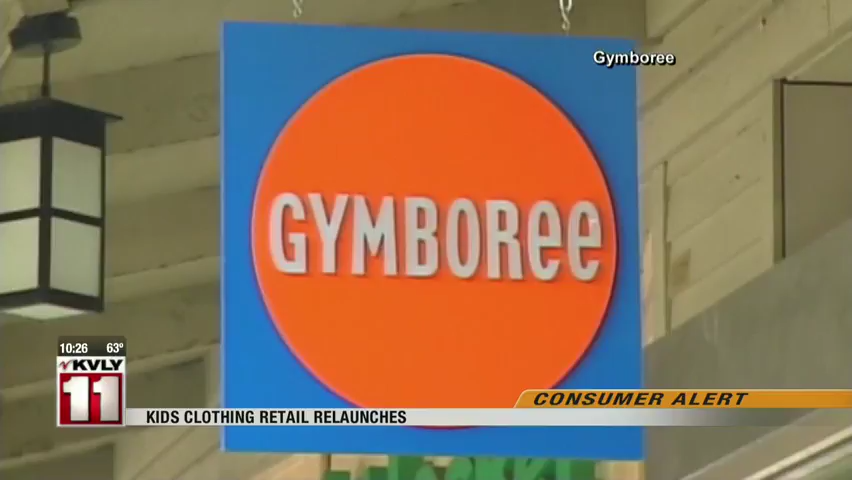 Gymboree
GYMBOREE
10:26 63°
KVLY
11
CONSUMER ALERT
KIDS CLOTHING RETAIL RELAUNCHES